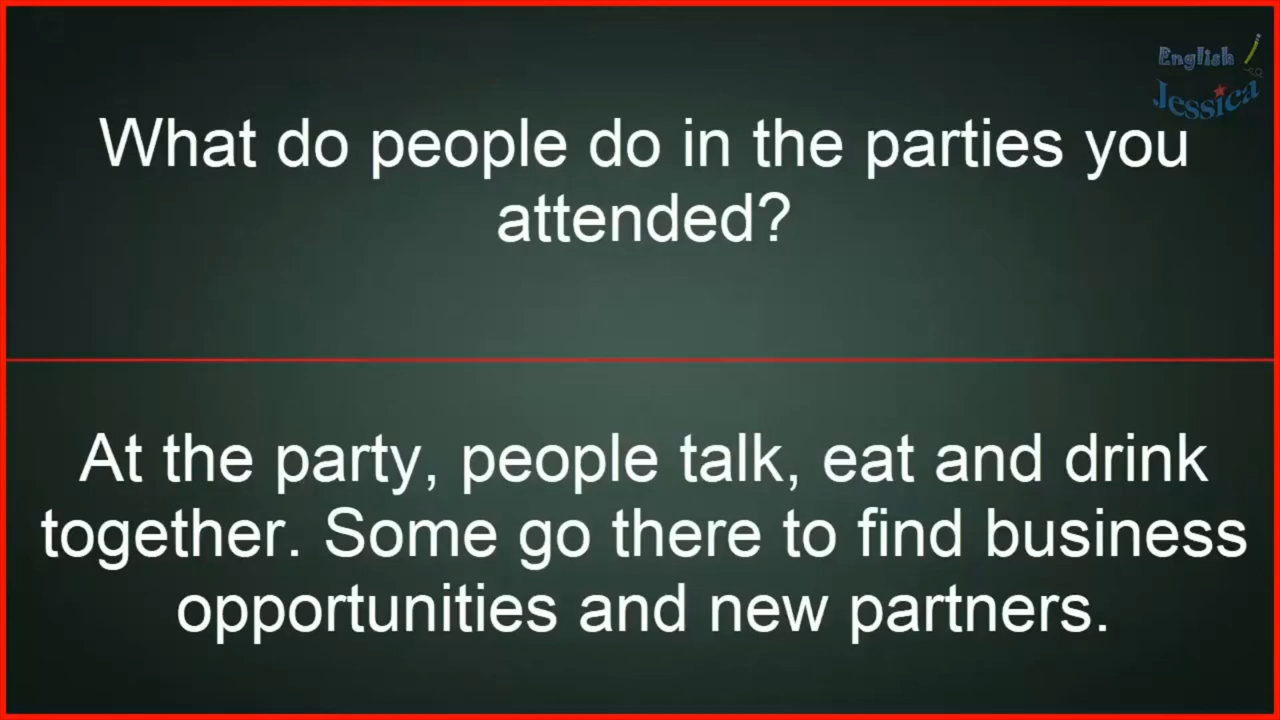 English
Jessica
What do people do in the parties you
attended?
At the party, people talk, eat and drink
together. Some go there to find business
opportunities and new partners.